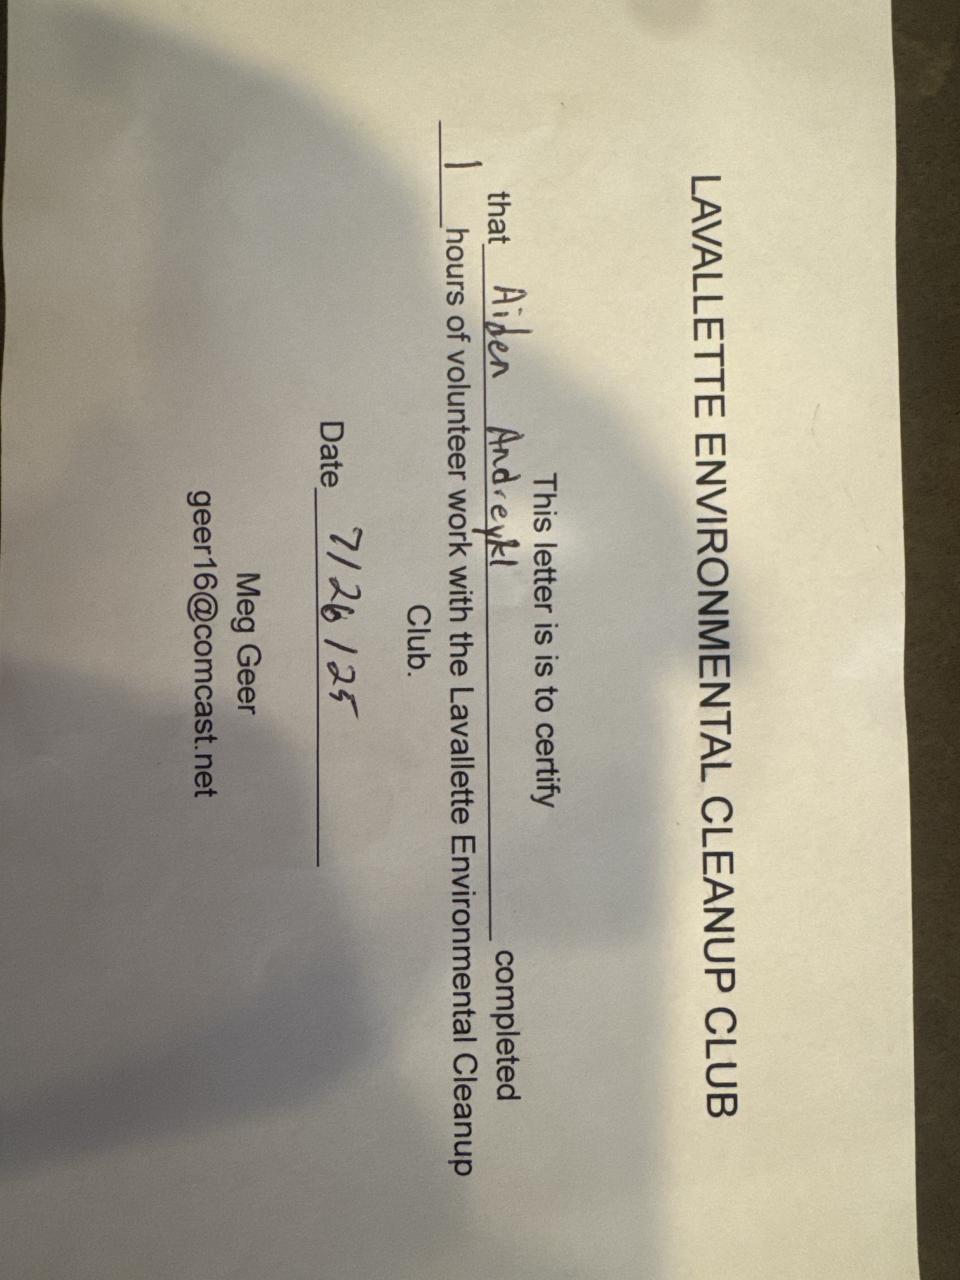 LAVALLETTE ENVIRONMENTAL CLEANUP CLUB
This letter is is to certify
that Aiden Andreykl completed
1 hours of volunteer work with the Lavallette Environmental Cleanup
Club.
Date 7/26/25
Meg Geer
geer16@comcast.net